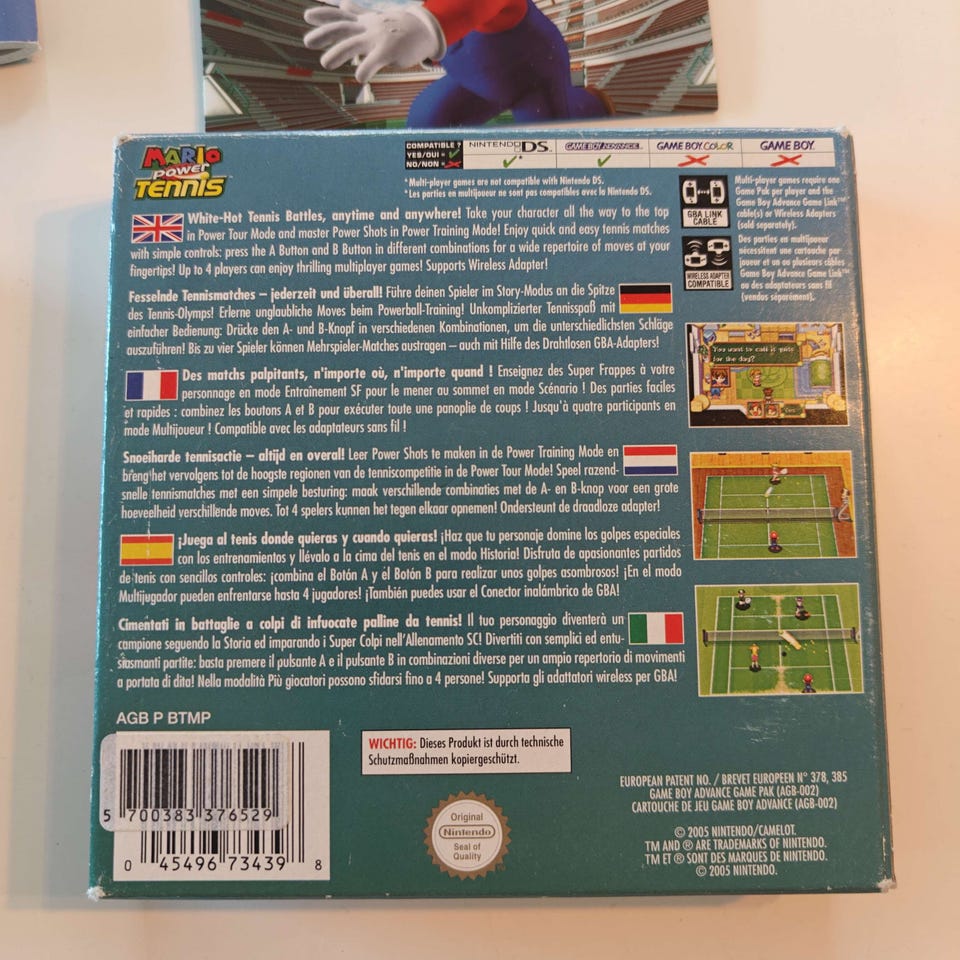 MARIO
POWER
TENNIS
COMPATIBLE ?
YES/OUI = ✓
NO/NON = ✗
NINTENDO DS
GAME BOY ADVANCE
GAME BOY COLOR
GAME BOY
✓*
✓
✗
✗
*Multi-player games are not compatible with Nintendo DS.
*Les parties en multijoueur ne sont pas compatibles avec la Nintendo DS.
GBA LINK
CABLE
Multi-player games require one
Game Pak per player and the
Game Boy Advance Game Link™
cable(s) or Wireless Adapters
(sold separately).
WIRELESS ADAPTER
COMPATIBLE
Des parties en multijoueur
nécessitent une cartouche par
joueur et un ou plusieurs câbles
Game Boy Advance Game Link™
ou des adaptateurs sans fil
(vendus séparément).
White-Hot Tennis Battles, anytime and anywhere! Take your character all the way to the top
in Power Tour Mode and master Power Shots in Power Training Mode! Enjoy quick and easy tennis matches
with simple controls: press the A Button and B Button in different combinations for a wide repertoire of moves at your
fingertips! Up to 4 players can enjoy thrilling multiplayer games! Supports Wireless Adapter!
Fesselnde Tennismatches – jederzeit und überall! Führe deinen Spieler im Story-Modus an die Spitze
des Tennis-Olymps! Erlerne unglaubliche Moves beim Powerball-Training! Unkomplizierter Tennisspaß mit
einfacher Bedienung: Drücke den A- und B-Knopf in verschiedenen Kombinationen, um die unterschiedlichsten Schläge
auszuführen! Bis zu vier Spieler können Mehrspieler-Matches austragen – auch mit Hilfe des Drahtlosen GBA-Adapters!
You want to call it quits
for the day?
Des matchs palpitants, n'importe où, n'importe quand ! Enseignez des Super Frappes à votre
personnage en mode Entraînement SF pour le mener au sommet en mode Scénario ! Des parties faciles
et rapides : combinez les boutons A et B pour exécuter toute une panoplie de coups ! Jusqu'à quatre participants en
mode Multijoueur ! Compatible avec les adaptateurs sans fil !
Snoeiharde tennisactie – altijd en overal! Leer Power Shots te maken in de Power Training Mode en
breng het vervolgens tot de hoogste regionen van de tenniscompetitie in de Power Tour Mode! Speel razend-
snelle tennismatches met een simpele besturing: maak verschillende combinaties met de A- en B-knop voor een grote
hoeveelheid verschillende moves. Tot 4 spelers kunnen het tegen elkaar opnemen! Ondersteunt de draadloze adapter!
¡Juega al tenis donde quieras y cuando quieras! ¡Haz que tu personaje domine los golpes especiales
con los entrenamientos y llévalo a la cima del tenis en el modo Historia! Disfruta de apasionantes partidos
de tenis con sencillos controles: ¡combina el Botón A y el Botón B para realizar unos golpes asombrosos! ¡En el modo
Multijugador pueden enfrentarse hasta 4 jugadores! ¡También puedes usar el Conector inalámbrico de GBA!
Cimentati in battaglie a colpi di infuocate palline da tennis! Il tuo personaggio diventerà un
campione seguendo la Storia ed imparando i Super Colpi nell'Allenamento SC! Divertiti con semplici ed entu-
siasmanti partite: basta premere il pulsante A e il pulsante B in combinazioni diverse per un ampio repertorio di movimenti
a portata di dita! Nella modalità Più giocatori possono sfidarsi fino a 4 persone! Supporta gli adattatori wireless per GBA!
AGB P BTMP
5 700383 376529
0 45496 73439 8
WICHTIG: Dieses Produkt ist durch technische
Schutzmaßnahmen kopiergeschützt.
Original
Nintendo
Seal of
Quality
EUROPEAN PATENT NO. / BREVET EUROPEEN N° 378, 385
GAME BOY ADVANCE GAME PAK (AGB-002)
CARTOUCHE DE JEU GAME BOY ADVANCE (AGB-002)
© 2005 NINTENDO/CAMELOT.
TM AND ® ARE TRADEMARKS OF NINTENDO.
TM ET ® SONT DES MARQUES DE NINTENDO.
© 2005 NINTENDO.